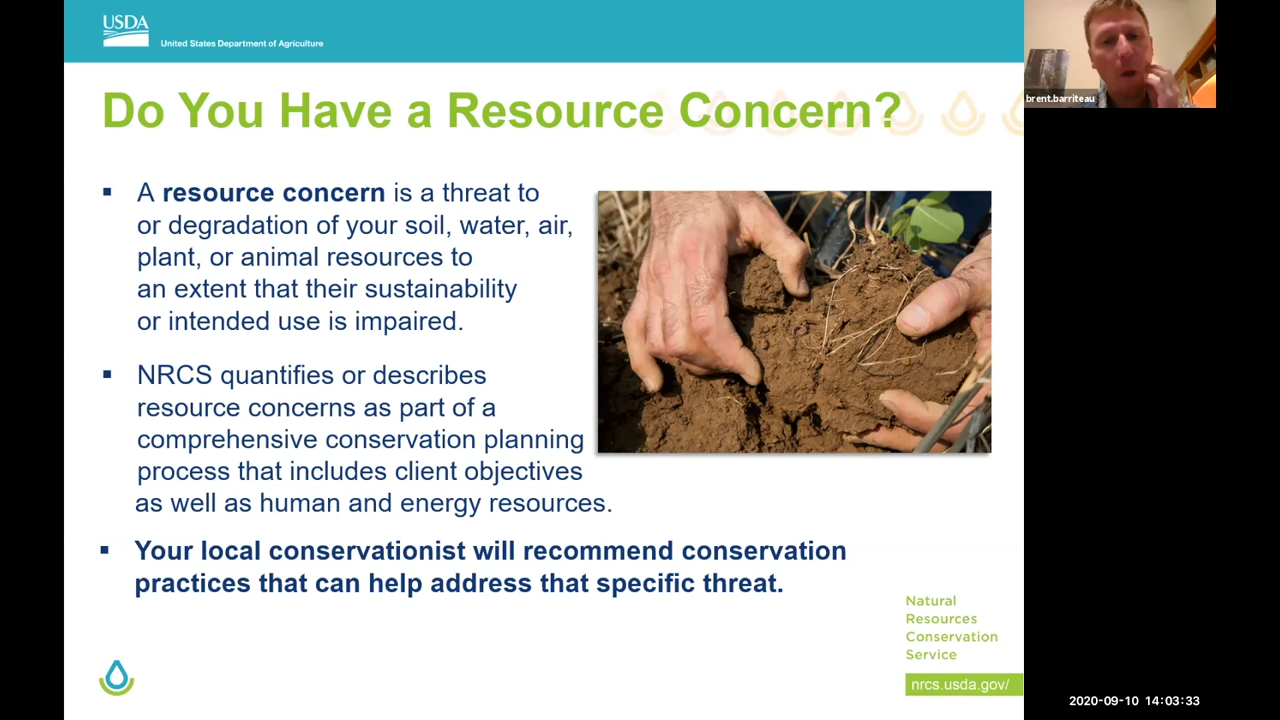 USDA
United States Department of Agriculture
brent.barriteau
Do You Have a Resource Concern?
▪ A resource concern is a threat to
or degradation of your soil, water, air,
plant, or animal resources to
an extent that their sustainability
or intended use is impaired.
▪ NRCS quantifies or describes
resource concerns as part of a
comprehensive conservation planning
process that includes client objectives
as well as human and energy resources.
▪ Your local conservationist will recommend conservation
practices that can help address that specific threat.
Natural
Resources
Conservation
Service
nrcs.usda.gov/
2020-09-10 14:03:33